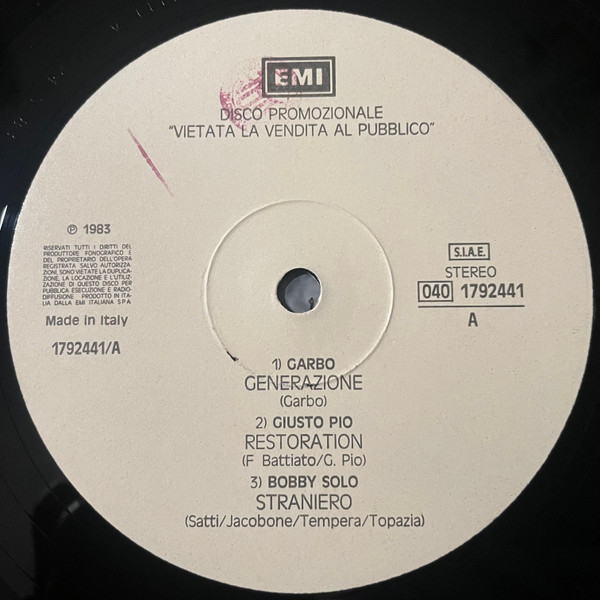 EMI
DISCO PROMOZIONALE
"VIETATA LA VENDITA AL PUBBLICO"
℗ 1983
RISERVATI TUTTI I DIRITTI DEL
PRODUTTORE FONOGRAFICO E
DEL PROPRIETARIO DELL'OPERA
REGISTRATA SALVO AUTORIZZA-
ZIONI, SONO VIETATE LA DUPLICA-
ZIONE, LA LOCAZIONE E L'UTILIZ-
ZAZIONE DI QUESTO DISCO PER
PUBBLICA ESECUZIONE E RADIO-
DIFFUSIONE PRODOTTO IN ITA-
LIA DALLA EMI ITALIANA SPA
Made in Italy
1792441/A
S.I.A.E.
STEREO
040 1792441
A
1) GARBO
GENERAZIONE
(Garbo)
2) GIUSTO PIO
RESTORATION
(F Battiato/G. Pio)
3) BOBBY SOLO
STRANIERO
(Satti/Jacobone/Tempera/Topazia)